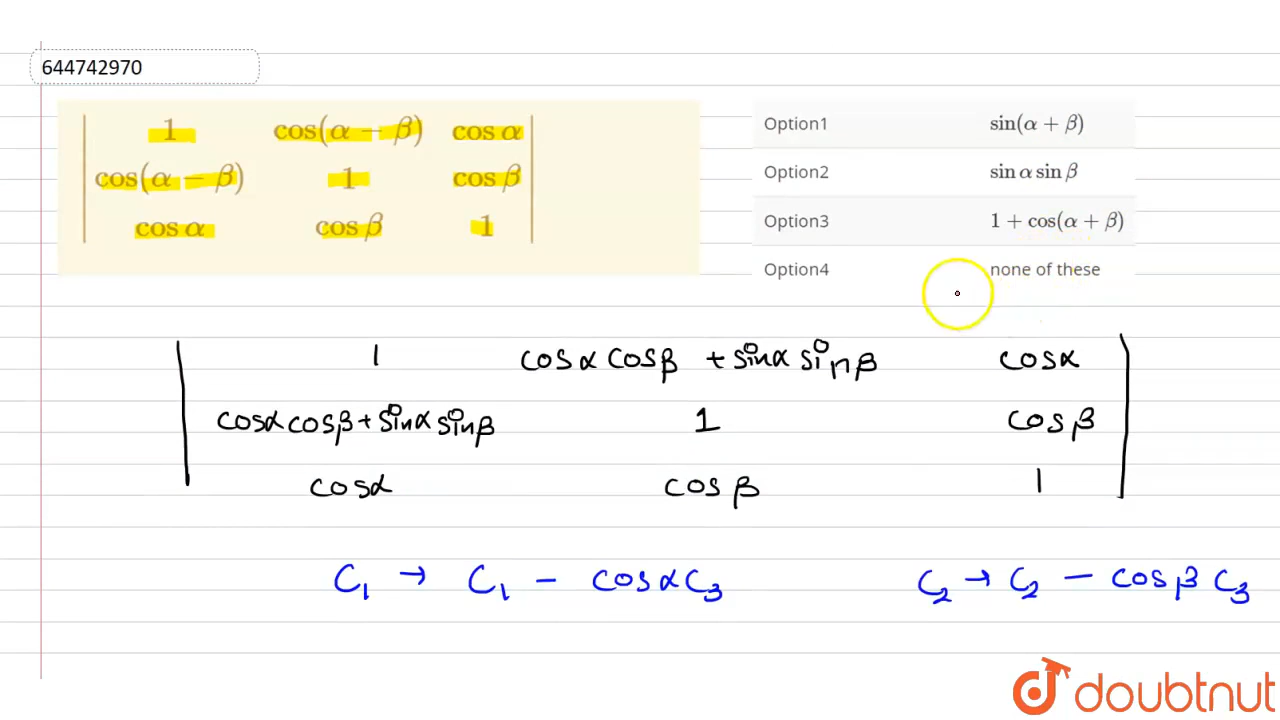 644742970
1 cos(α − β) cos α
cos(α − β) 1 cos β
cos α cos β 1
Option1 sin(α + β)
Option2 sin α sin β
Option3 1 + cos(α + β)
Option4 none of these
1 cosα cosβ + sinα sinβ cosα
cosα cosβ + sinα sinβ 1 cosβ
cosα cosβ 1
C₁ → C₁ − cosα C₃ C₂ → C₂ − cosβ C₃
doubtnut